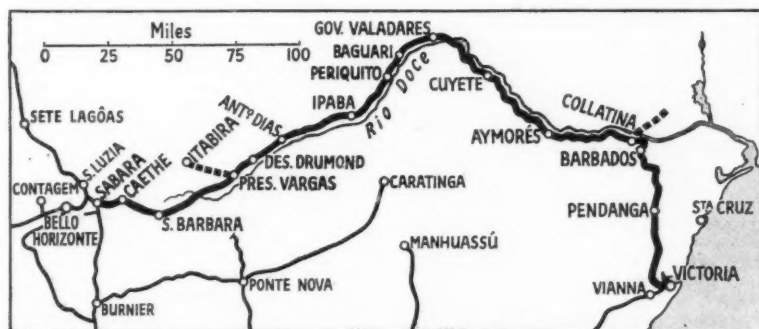 Miles
0 25 50 75 100
GOV. VALADARES
BAGUARI
PERIQUITO
IPABA
Rio Doce
CUYETE
COLLATINA
SETE LAGÔAS
ANTº DIAS
AYMORÉS
BARBADOS
QITABIRA
DES. DRUMOND
PRES. VARGAS
S. LUZIA
SABARA
CAETHE
CONTAGEM
BELLO
HORIZONTE
S. BARBARA
CARATINGA
PENDANGA
STA CRUZ
MANHUASSÚ
PONTE NOVA
BURNIER
VIANNA
VICTORIA